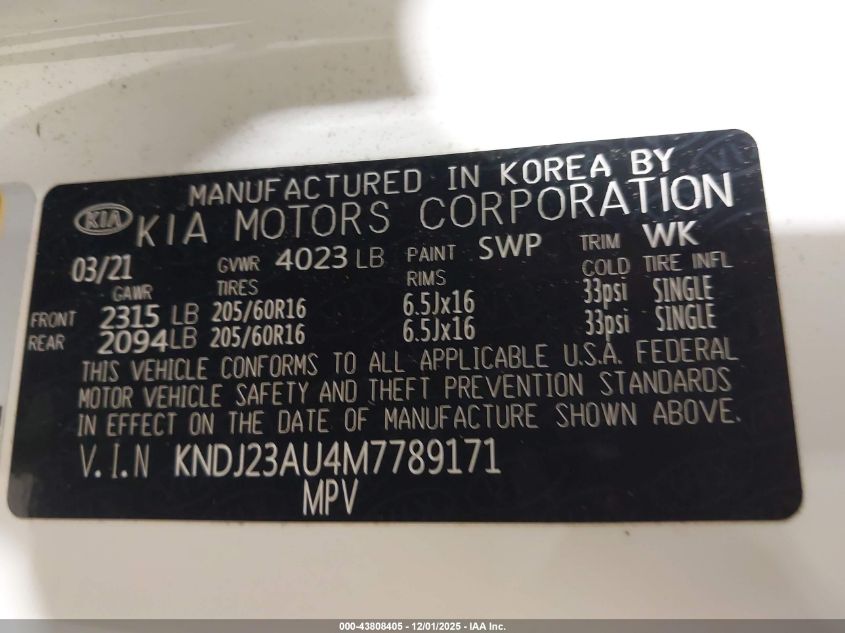 MANUFACTURED IN KOREA BY
KIA KIA MOTORS CORPORATION
03/21 GVWR 4023 LB PAINT SWP TRIM WK
GAWR TIRES RIMS COLD TIRE INFL
FRONT 2315 LB 205/60R16 6.5Jx16 33psi SINGLE
REAR 2094LB 205/60R16 6.5Jx16 33psi SINGLE
THIS VEHICLE CONFORMS TO ALL APPLICABLE U.S.A. FEDERAL
MOTOR VEHICLE SAFETY AND THEFT PREVENTION STANDARDS
IN EFFECT ON THE DATE OF MANUFACTURE SHOWN ABOVE.
V.I.N KNDJ23AU4M7789171
MPV
000-43808405 - 12/01/2025 - IAA Inc.